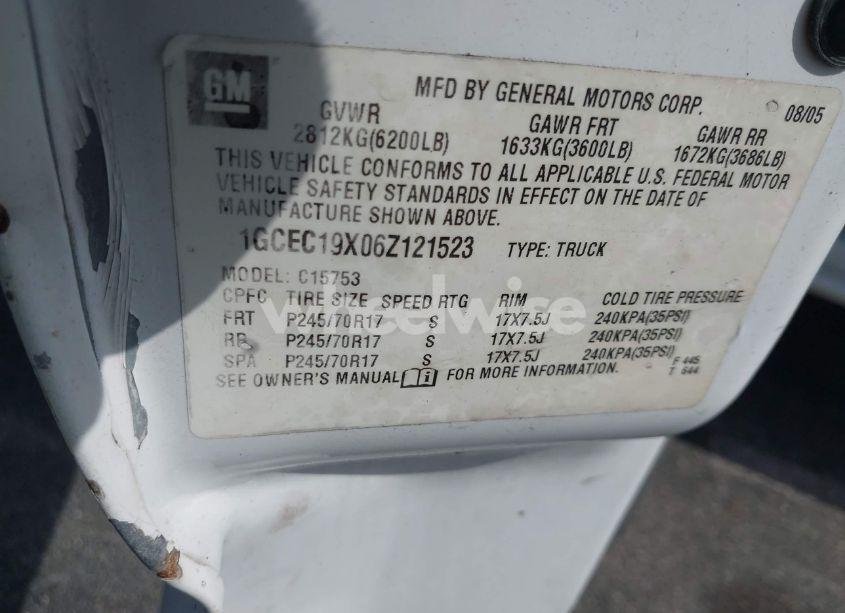 GM
MFD BY GENERAL MOTORS CORP. 08/05
GVWR GAWR FRT GAWR RR
2812KG(6200LB) 1633KG(3600LB) 1672KG(3686LB)
THIS VEHICLE CONFORMS TO ALL APPLICABLE U.S. FEDERAL MOTOR
VEHICLE SAFETY STANDARDS IN EFFECT ON THE DATE OF
MANUFACTURE SHOWN ABOVE.
1GCEC19X06Z121523 TYPE: TRUCK
MODEL: C15753
CPFC TIRE SIZE SPEED RTG RIM COLD TIRE PRESSURE
FRT P245/70R17 S 17X7.5J 240KPA(35PSI)
RR P245/70R17 S 17X7.5J 240KPA(35PSI)
SPA P245/70R17 S 17X7.5J 240KPA(35PSI)
SEE OWNER'S MANUAL FOR MORE INFORMATION.
F 445
T 644
wheelwise